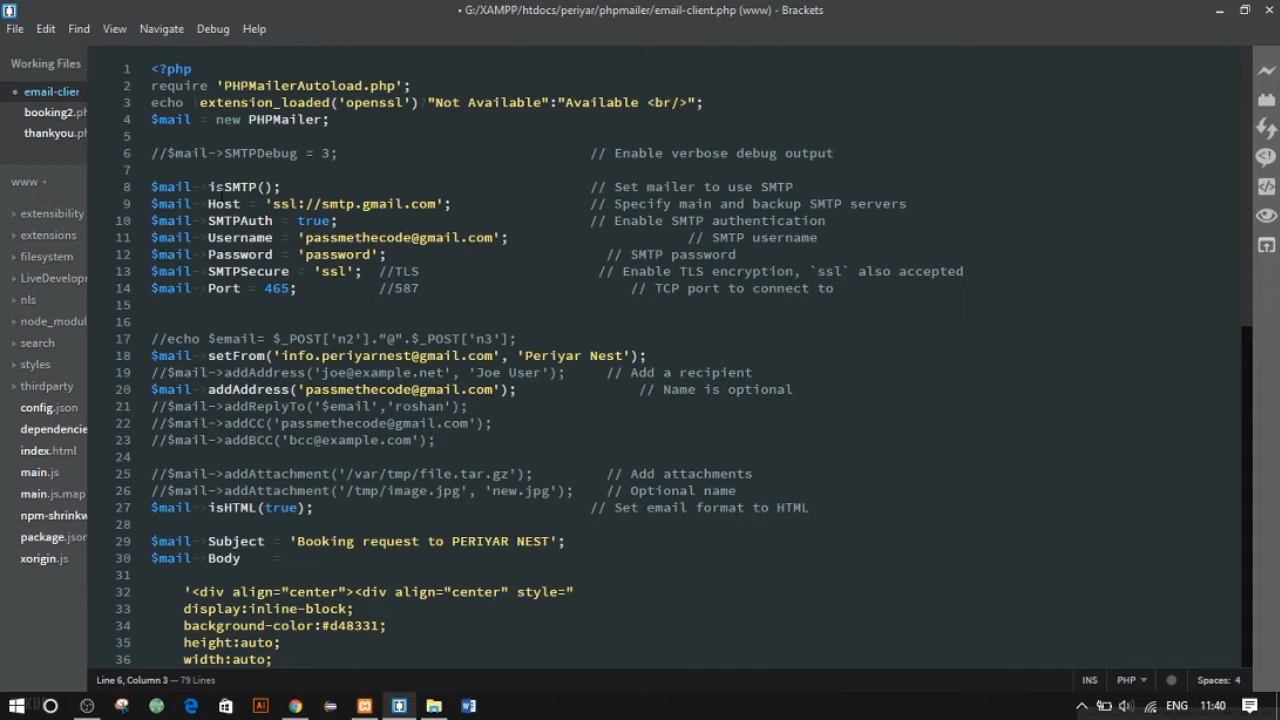 • G:/XAMPP/htdocs/periyar/phpmailer/email-client.php (www) - Brackets
File Edit Find View Navigate Debug Help
Working Files
email-clier
booking2.ph
thankyou.ph
www
extensibility
extensions
filesystem
LiveDevelop
nls
node_modul
search
styles
thirdparty
config.json
dependencie
index.html
main.js
main.js.map
npm-shrinkw
package.json
xorigin.js
1 <?php
2 require 'PHPMailerAutoload.php';
3 echo !extension_loaded('openssl')?"Not Available":"Available <br/>";
4 $mail = new PHPMailer;
5
6 //$mail->SMTPDebug = 3; // Enable verbose debug output
7
8 $mail->isSMTP(); // Set mailer to use SMTP
9 $mail->Host = 'ssl://smtp.gmail.com'; // Specify main and backup SMTP servers
10 $mail->SMTPAuth = true; // Enable SMTP authentication
11 $mail->Username = 'passmethecode@gmail.com'; // SMTP username
12 $mail->Password = 'password'; // SMTP password
13 $mail->SMTPSecure = 'ssl'; //TLS // Enable TLS encryption, `ssl` also accepted
14 $mail->Port = 465; //587 // TCP port to connect to
15
16
17 //echo $email= $_POST['n2']."@".$_POST['n3'];
18 $mail->setFrom('info.periyarnest@gmail.com', 'Periyar Nest');
19 //$mail->addAddress('joe@example.net', 'Joe User'); // Add a recipient
20 $mail->addAddress('passmethecode@gmail.com'); // Name is optional
21 //$mail->addReplyTo('$email','roshan');
22 //$mail->addCC('passmethecode@gmail.com');
23 //$mail->addBCC('bcc@example.com');
24
25 //$mail->addAttachment('/var/tmp/file.tar.gz'); // Add attachments
26 //$mail->addAttachment('/tmp/image.jpg', 'new.jpg'); // Optional name
27 $mail->isHTML(true); // Set email format to HTML
28
29 $mail->Subject = 'Booking request to PERIYAR NEST';
30 $mail->Body =
31
32 '<div align="center"><div align="center" style="
33 display:inline-block;
34 background-color:#d48331;
35 height:auto;
36 width:auto;
Line 6, Column 3 — 79 Lines
INS PHP Spaces: 4
ENG 11:40